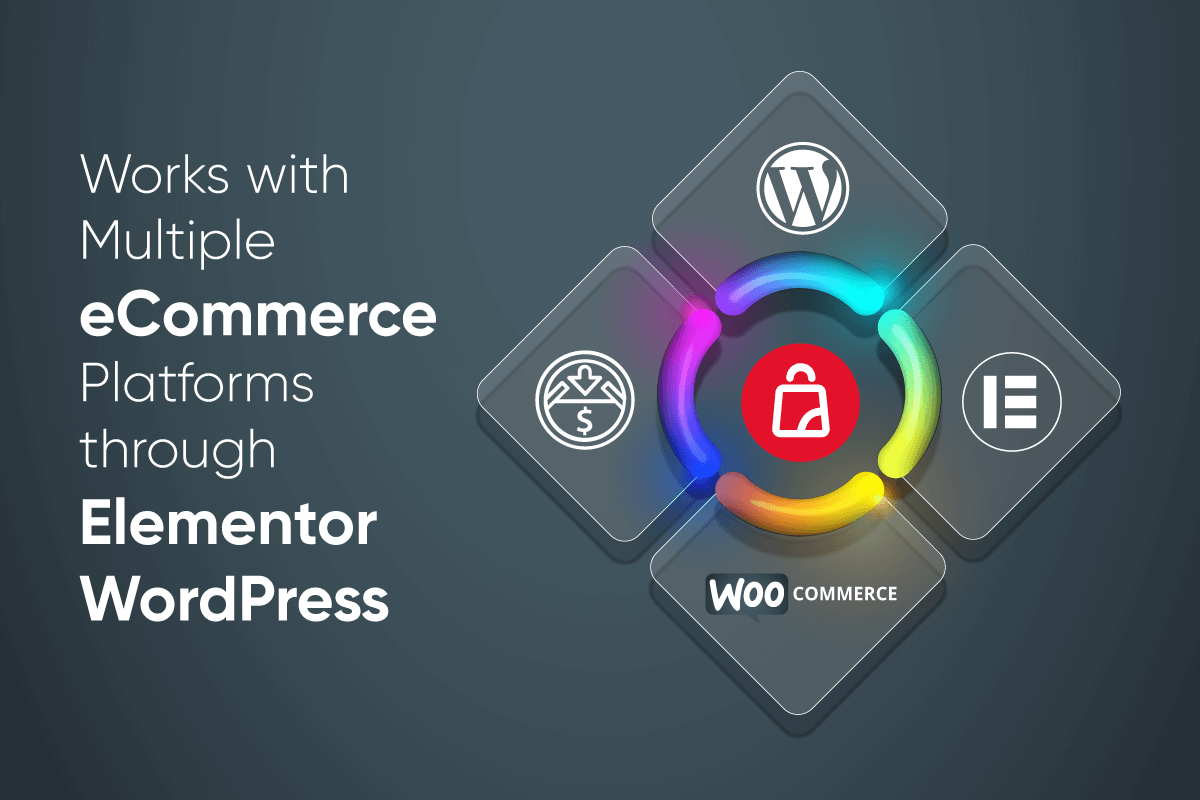 Works with
Multiple
eCommerce
Platforms
through
Elementor
WordPress
W
$
WOO COMMERCE